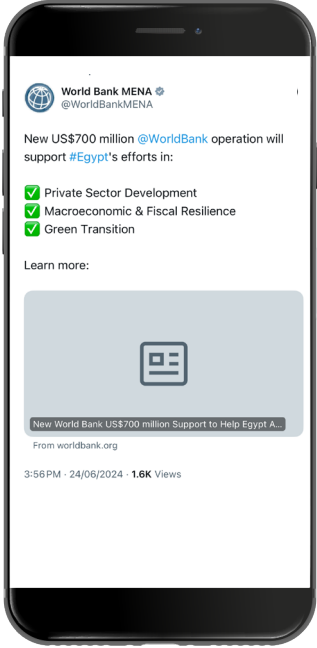 World Bank MENA
@WorldBankMENA
New US$700 million @WorldBank operation will
support #Egypt's efforts in:
✅ Private Sector Development
✅ Macroeconomic & Fiscal Resilience
✅ Green Transition
Learn more:
New World Bank US$700 million Support to Help Egypt A...
From worldbank.org
3:56 PM · 24/06/2024 · 1.6K Views